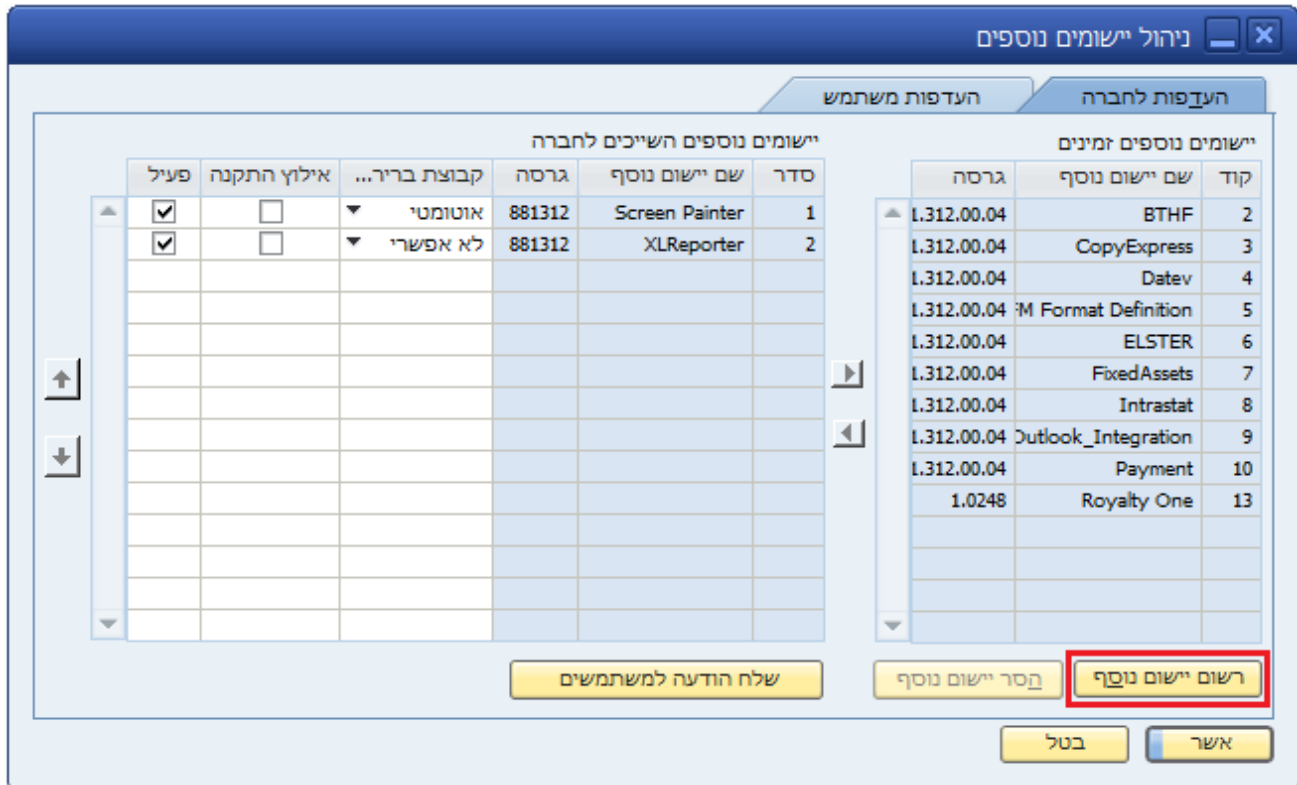 ניהול יישומים נוספים
העדפות לחברה העדפות משתמש
יישומים נוספים זמינים
קוד שם יישום נוסף גרסה
2 BTHF 1.312.00.04
3 CopyExpress 1.312.00.04
4 Datev 1.312.00.04
5 FM Format Definition 1.312.00.04
6 ELSTER 1.312.00.04
7 FixedAssets 1.312.00.04
8 Intrastat 1.312.00.04
9 Outlook_Integration 1.312.00.04
10 Payment 1.312.00.04
13 Royalty One 1.0248
רשום יישום נוסף הסר יישום נוסף
יישומים נוספים השייכים לחברה
סדר שם יישום נוסף גרסה קבוצת בריר... אילוץ התקנה פעיל
1 Screen Painter 881312 אוטומטי
2 XLReporter 881312 לא אפשרי
שלח הודעה למשתמשים
אשר בטל